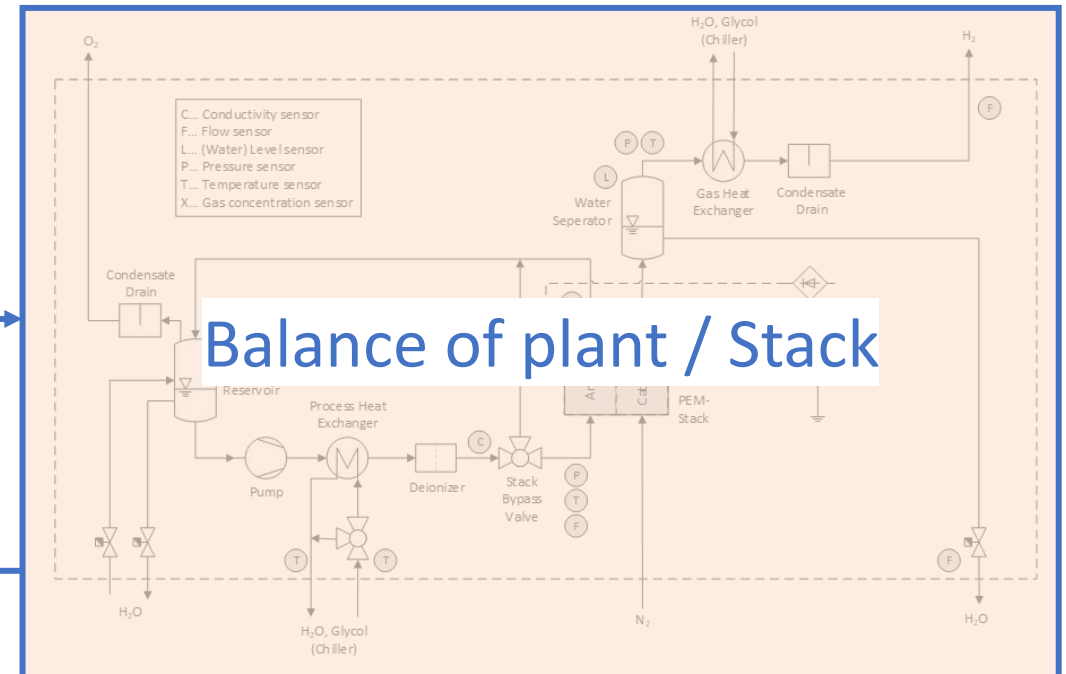 H₂O, Glycol
(Chiller)
O₂
H₂
C... Conductivity sensor
F... Flow sensor
L... (Water) Level sensor
P... Pressure sensor
T... Temperature sensor
X... Gas concentration sensor
F
P T
L
Water
Seperator
Gas Heat
Exchanger
Condensate
Drain
Condensate
Drain
Balance of plant / Stack
Reservoir
PEM-
Stack
Process Heat
Exchanger
C
Pump
Deionizer
Stack
Bypass
Valve
P
T
F
T
T
F
H₂O
H₂O, Glycol
(Chiller)
N₂
H₂O